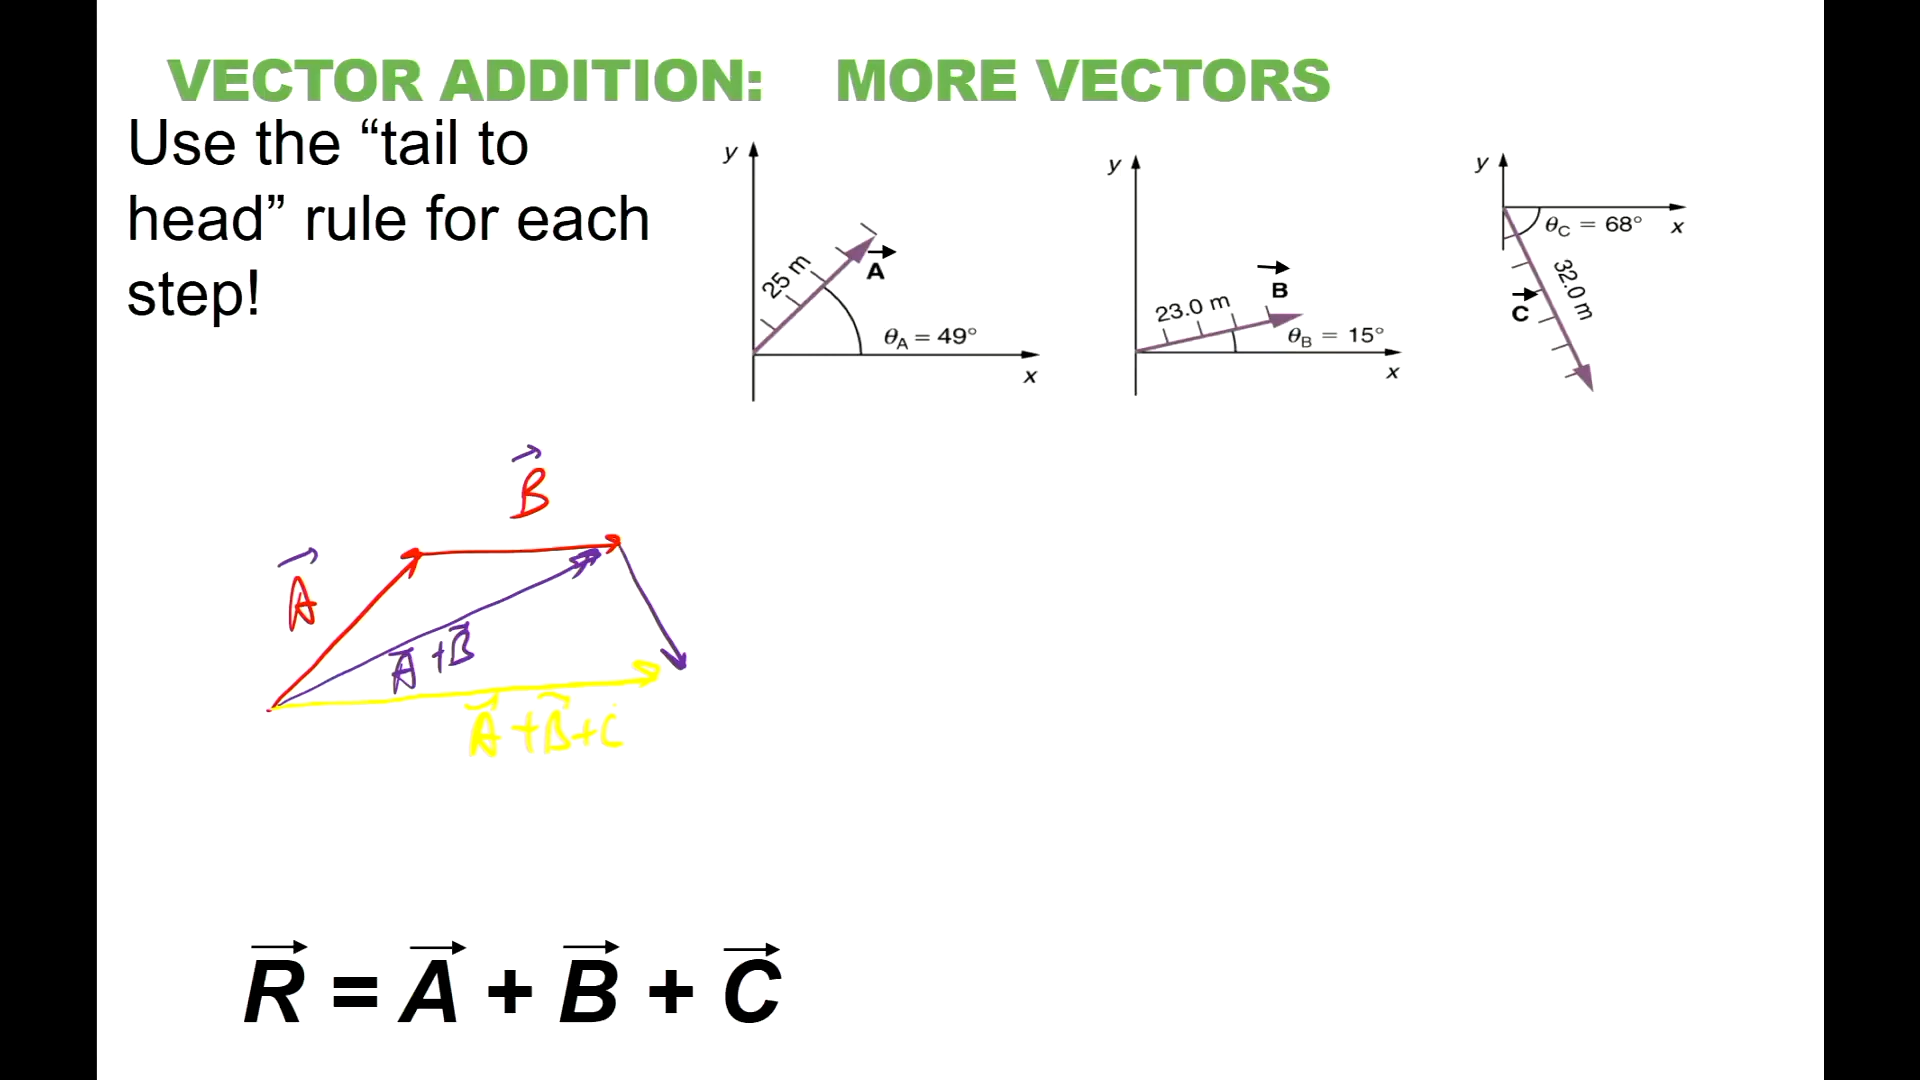 VECTOR ADDITION: MORE VECTORS
Use the “tail to
head” rule for each
step!
y
25 m
A
θA = 49°
x
y
23.0 m
B
θB = 15°
x
y
θC = 68°
x
32.0 m
C
B
A
A + B
A + B + C
R = A + B + C